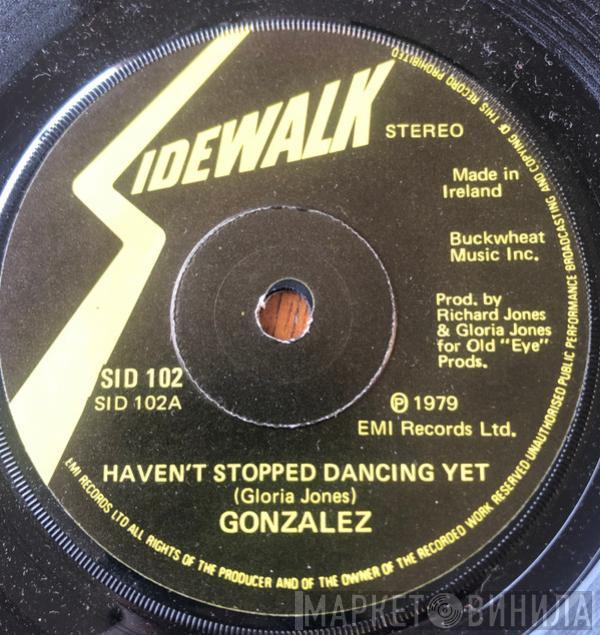 SIDEWALK
STEREO
Made in
Ireland
Buckwheat
Music Inc.
Prod. by
Richard Jones
& Gloria Jones
for Old "Eye"
Prods.
SID 102
SID 102A
℗ 1979
EMI Records Ltd.
HAVEN'T STOPPED DANCING YET
(Gloria Jones)
GONZALEZ
EMI RECORDS LTD ALL RIGHTS OF THE PRODUCER AND OF THE OWNER OF THE RECORDED WORK RESERVED UNAUTHORISED PUBLIC PERFORMANCE BROADCASTING AND COPYING OF THIS RECORD PROHIBITED
МАРКЕТ ВИНИЛА